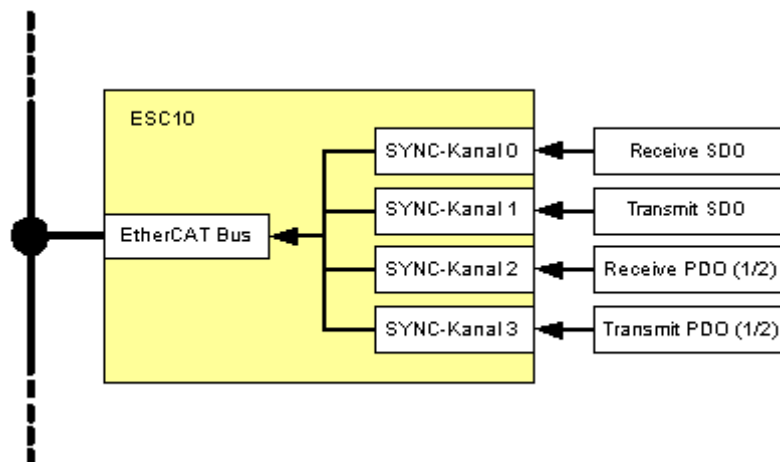 ESC10
SYNC-Kanal 0
Receive SDO
SYNC-Kanal 1
Transmit SDO
EtherCAT Bus
SYNC-Kanal 2
Receive PDO (1/2)
SYNC-Kanal 3
Transmit PDO (1/2)